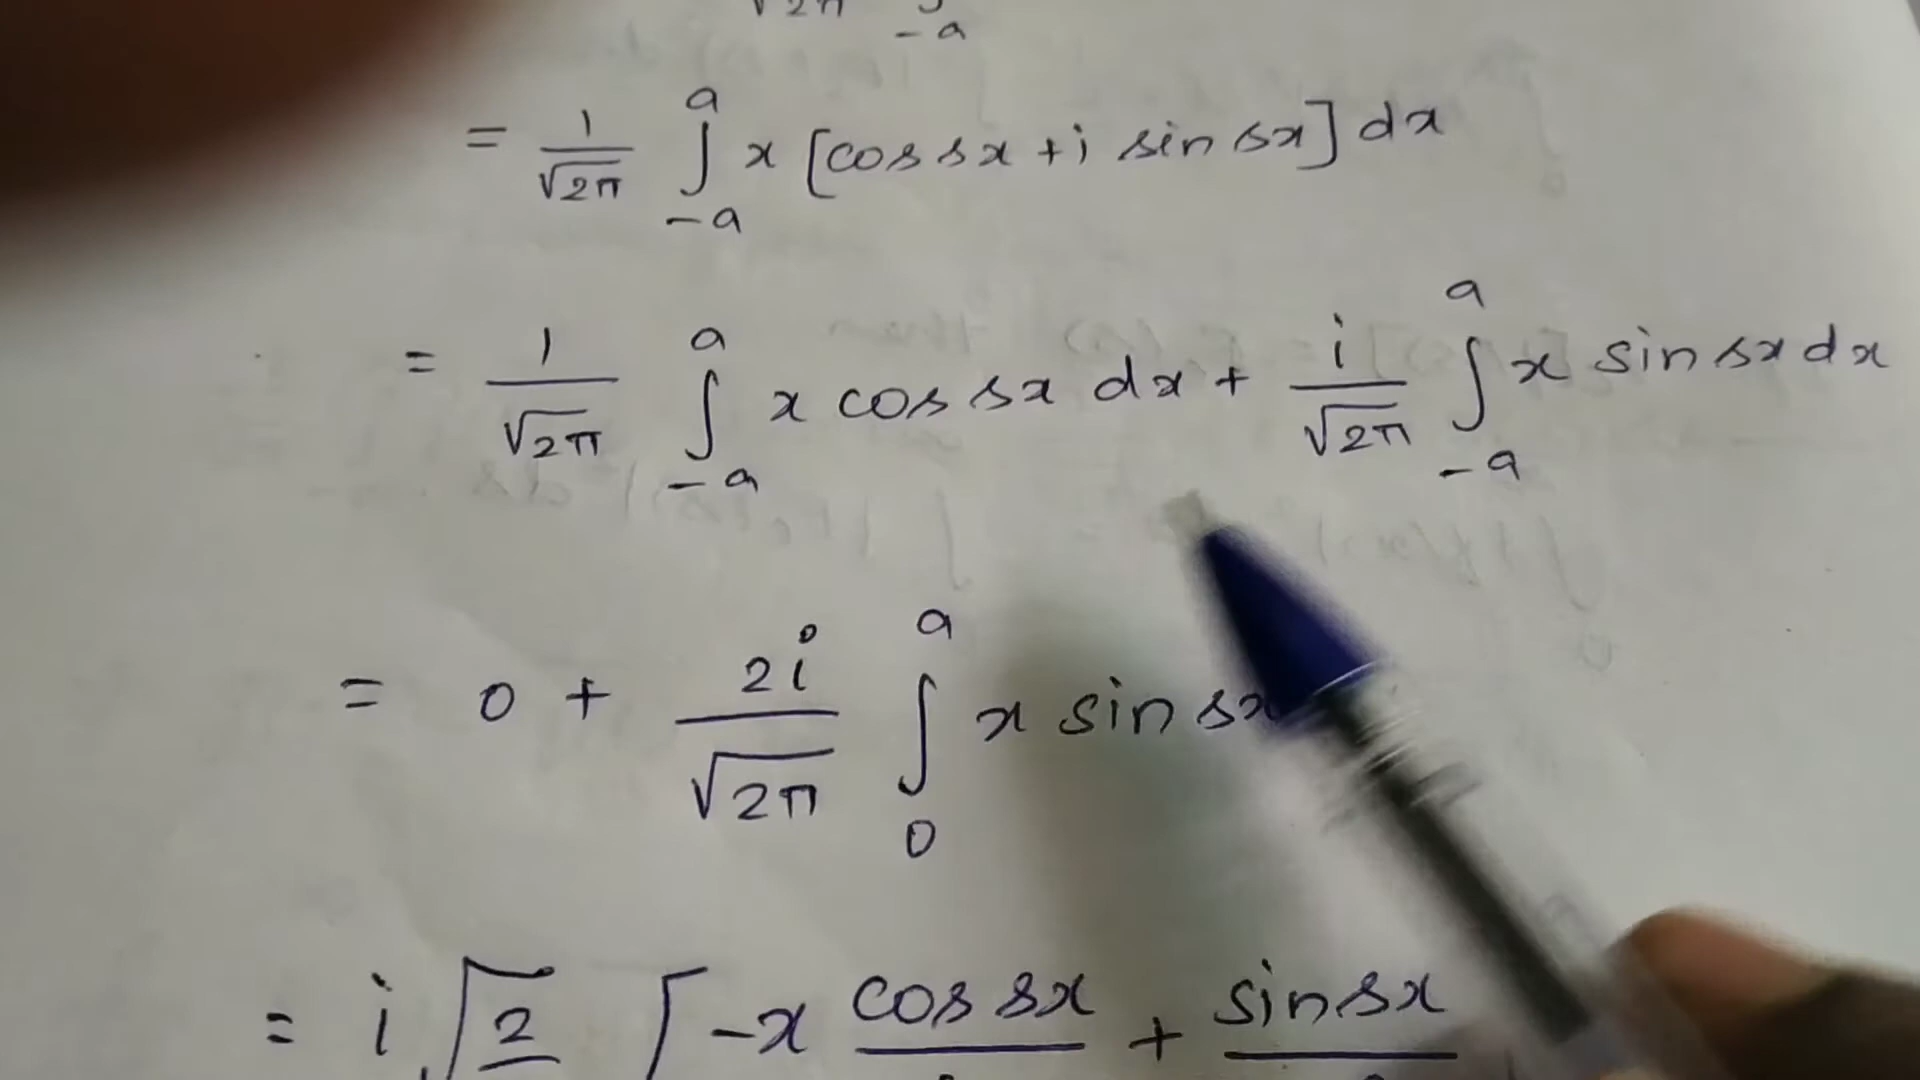 √2π ∫ -a
= 1/√2π ∫_{-a}^{a} x [cos sx + i sin sx] dx
= 1/√2π ∫_{-a}^{a} x cos sx dx + i/√2π ∫_{-a}^{a} x sin sx dx
= 0 + 2i/√2π ∫_{0}^{a} x sin sx
= i √2 [-x cos sx + sin sx